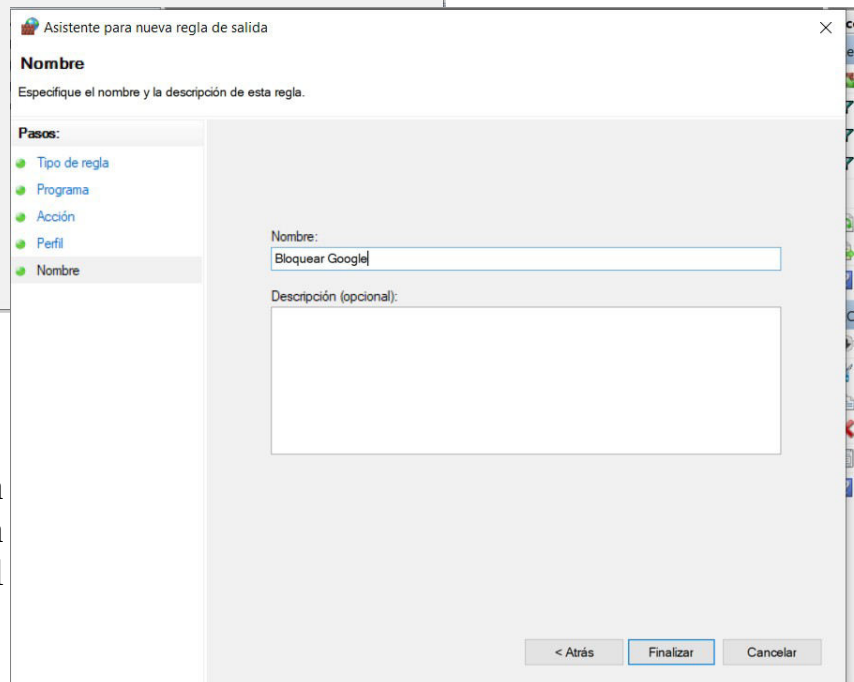 Asistente para nueva regla de salida
Nombre
Especifique el nombre y la descripción de esta regla.
Pasos:
Tipo de regla
Programa
Acción
Perfil
Nombre
Nombre:
Bloquear Google
Descripción (opcional):
< Atrás
Finalizar
Cancelar